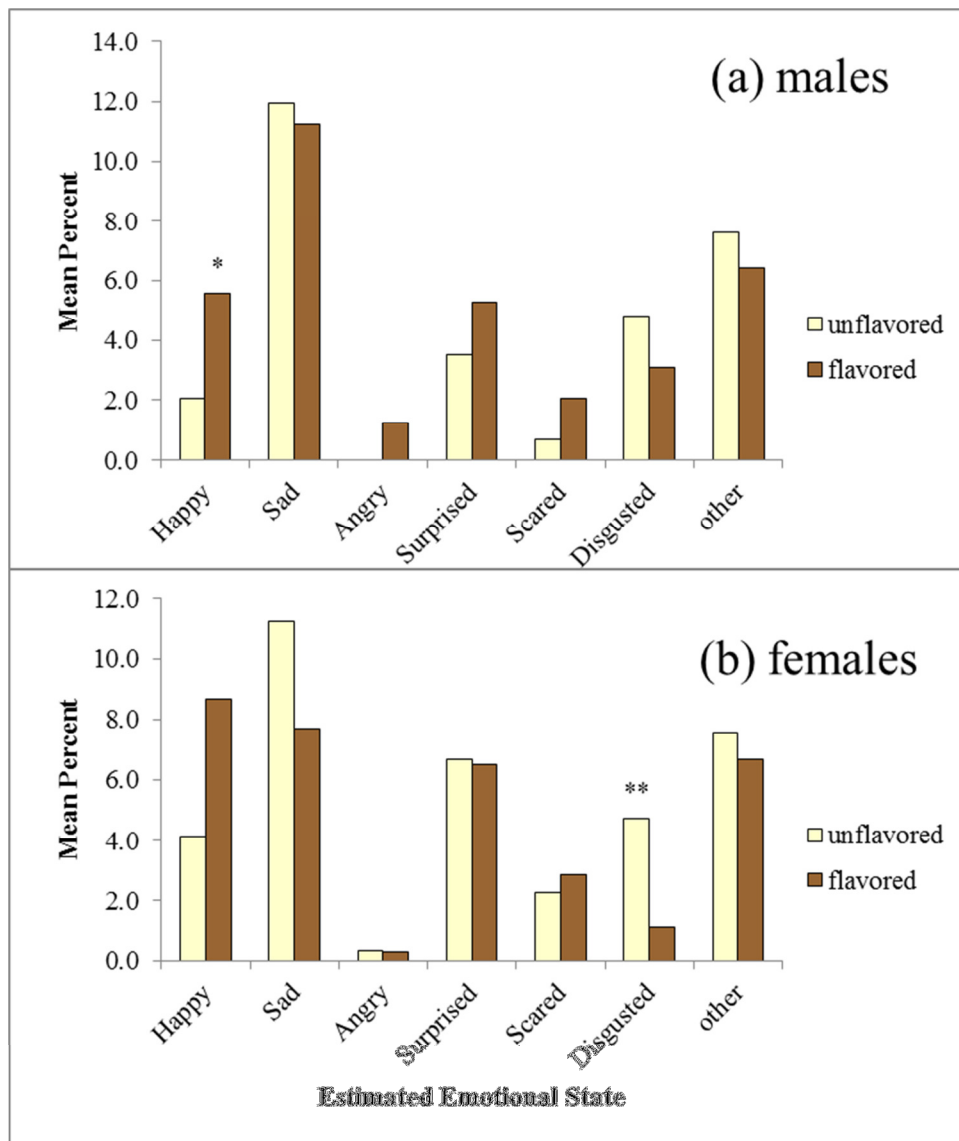 14.0
12.0
10.0
8.0
6.0
4.0
2.0
0.0
Mean Percent
(a) males
*
unflavored
flavored
Happy
Sad
Angry
Surprised
Scared
Disgusted
other
12.0
10.0
8.0
6.0
4.0
2.0
0.0
Mean Percent
(b) females
**
unflavored
flavored
Happy
Sad
Angry
Surprised
Scared
Disgusted
other
Estimated Emotional State